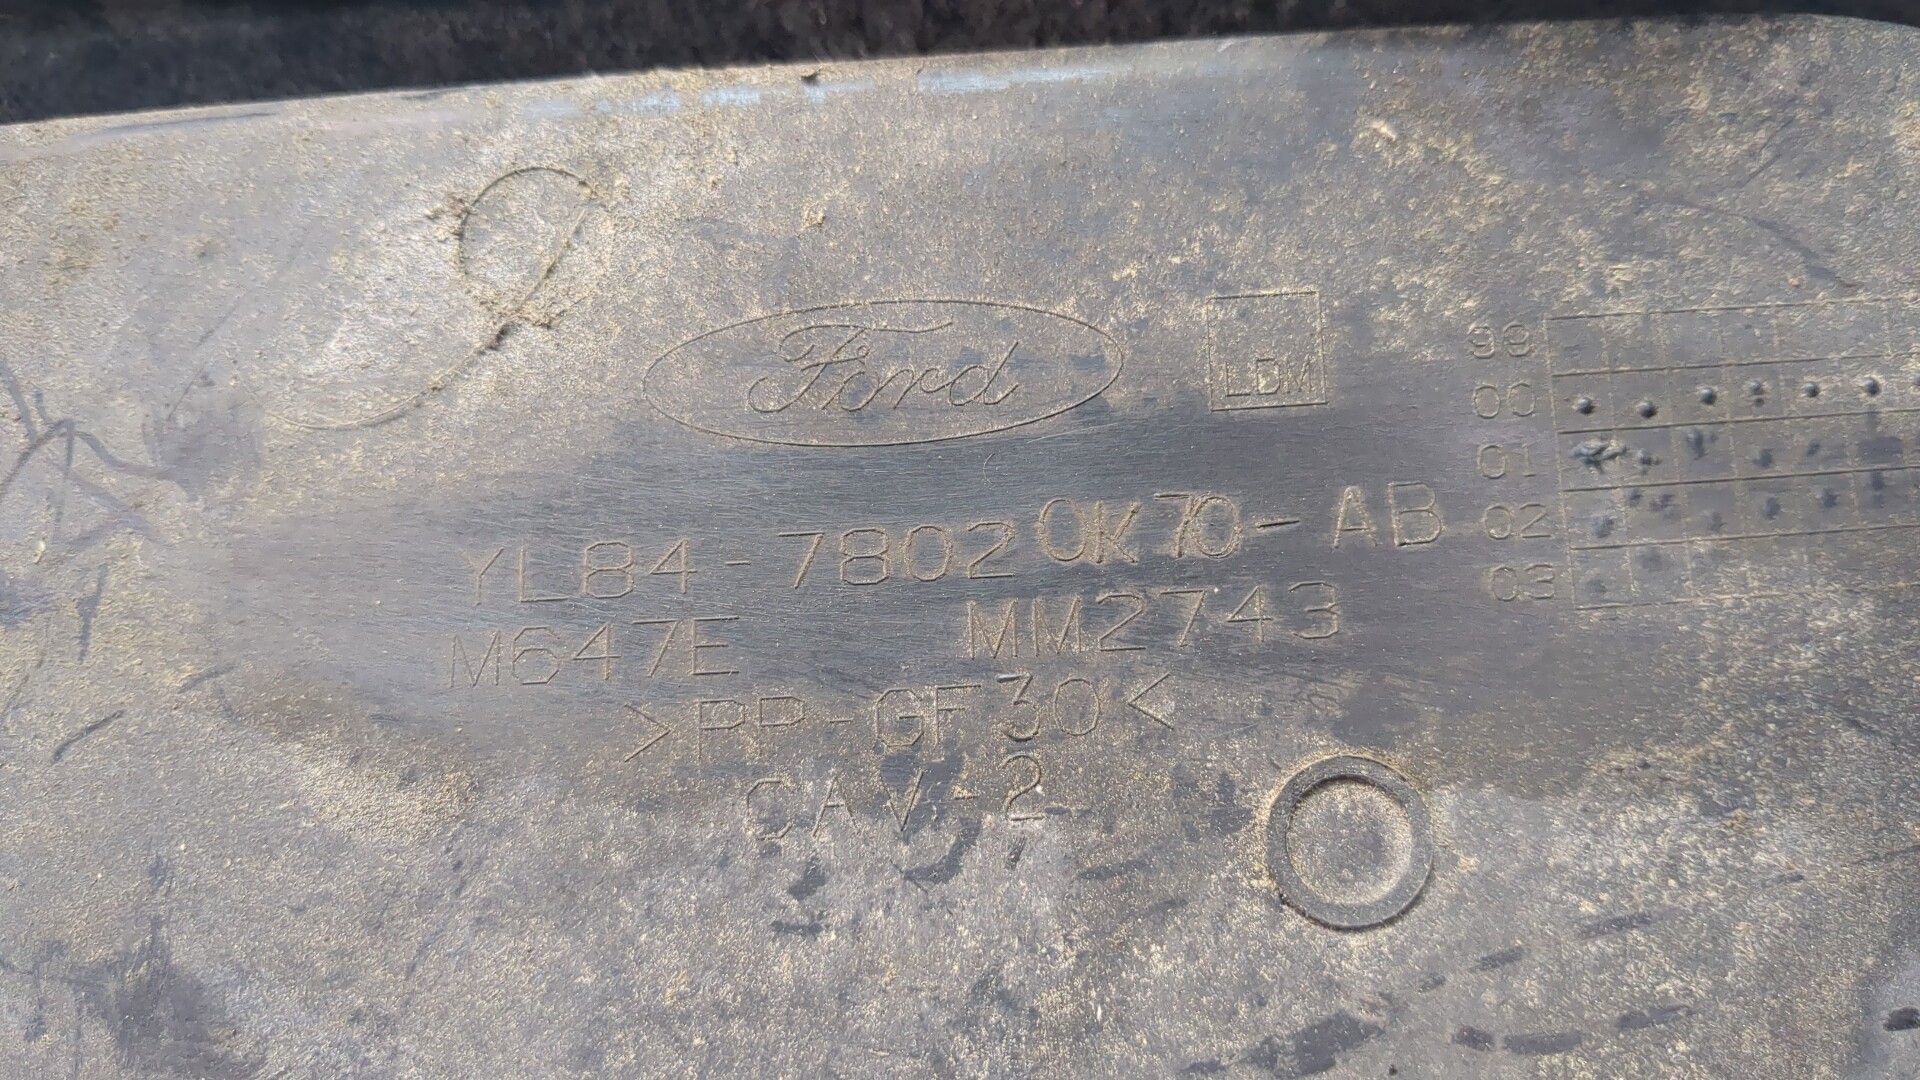 Ford
LDM
99
00
01
02
03
YL84-78020K70-AB
M647E MM2743
>PP-GF30<
CAV-2